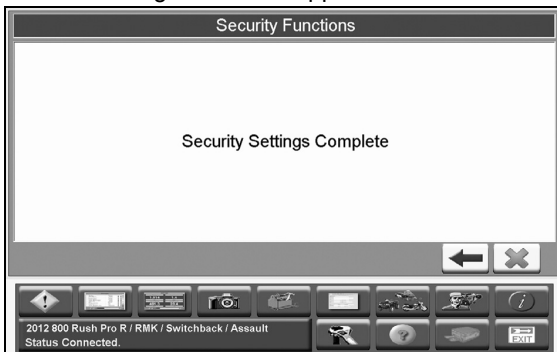 Security Functions
Security Settings Complete
2012 800 Rush Pro R / RMK / Switchback / Assault
Status Connected.
EXIT